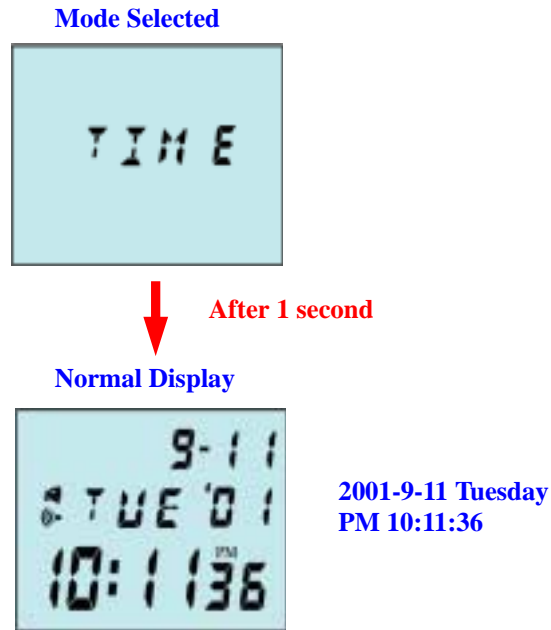 Mode Selected
TIME
After 1 second
Normal Display
9-11
TUE '01
10:11 36
PM
2001-9-11 Tuesday
PM 10:11:36